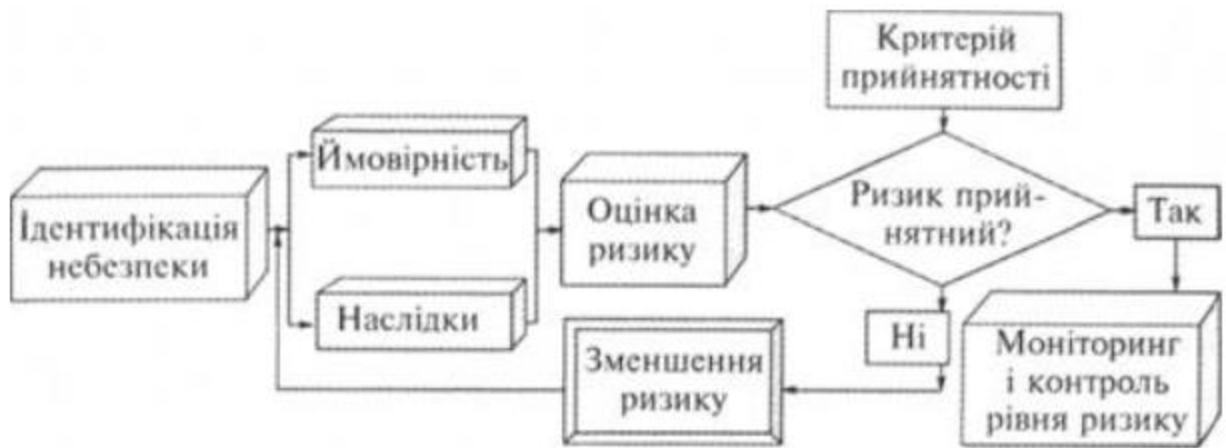 Критерій
прийнятності
Ймовірність
Ідентифікація
небезпеки
Наслідки
Оцінка
ризику
Ризик прий-
нятний?
Так
Ні
Зменшення
ризику
Моніторинг
і контроль
рівня ризику